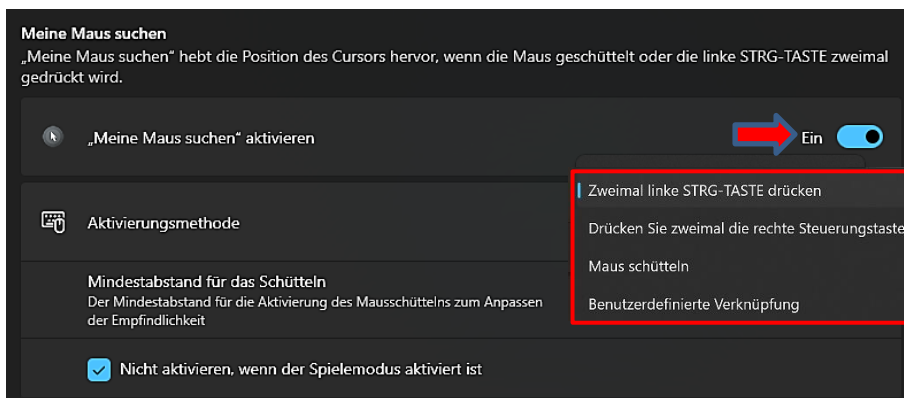 Meine Maus suchen
„Meine Maus suchen“ hebt die Position des Cursors hervor, wenn die Maus geschüttelt oder die linke STRG-TASTE zweimal
gedrückt wird.
„Meine Maus suchen“ aktivieren
Ein
Zweimal linke STRG-TASTE drücken
Aktivierungsmethode
Drücken Sie zweimal die rechte Steuerungstaste
Maus schütteln
Mindestabstand für das Schütteln
Der Mindestabstand für die Aktivierung des Mausschüttelns zum Anpassen
der Empfindlichkeit
Benutzerdefinierte Verknüpfung
Nicht aktivieren, wenn der Spielemodus aktiviert ist